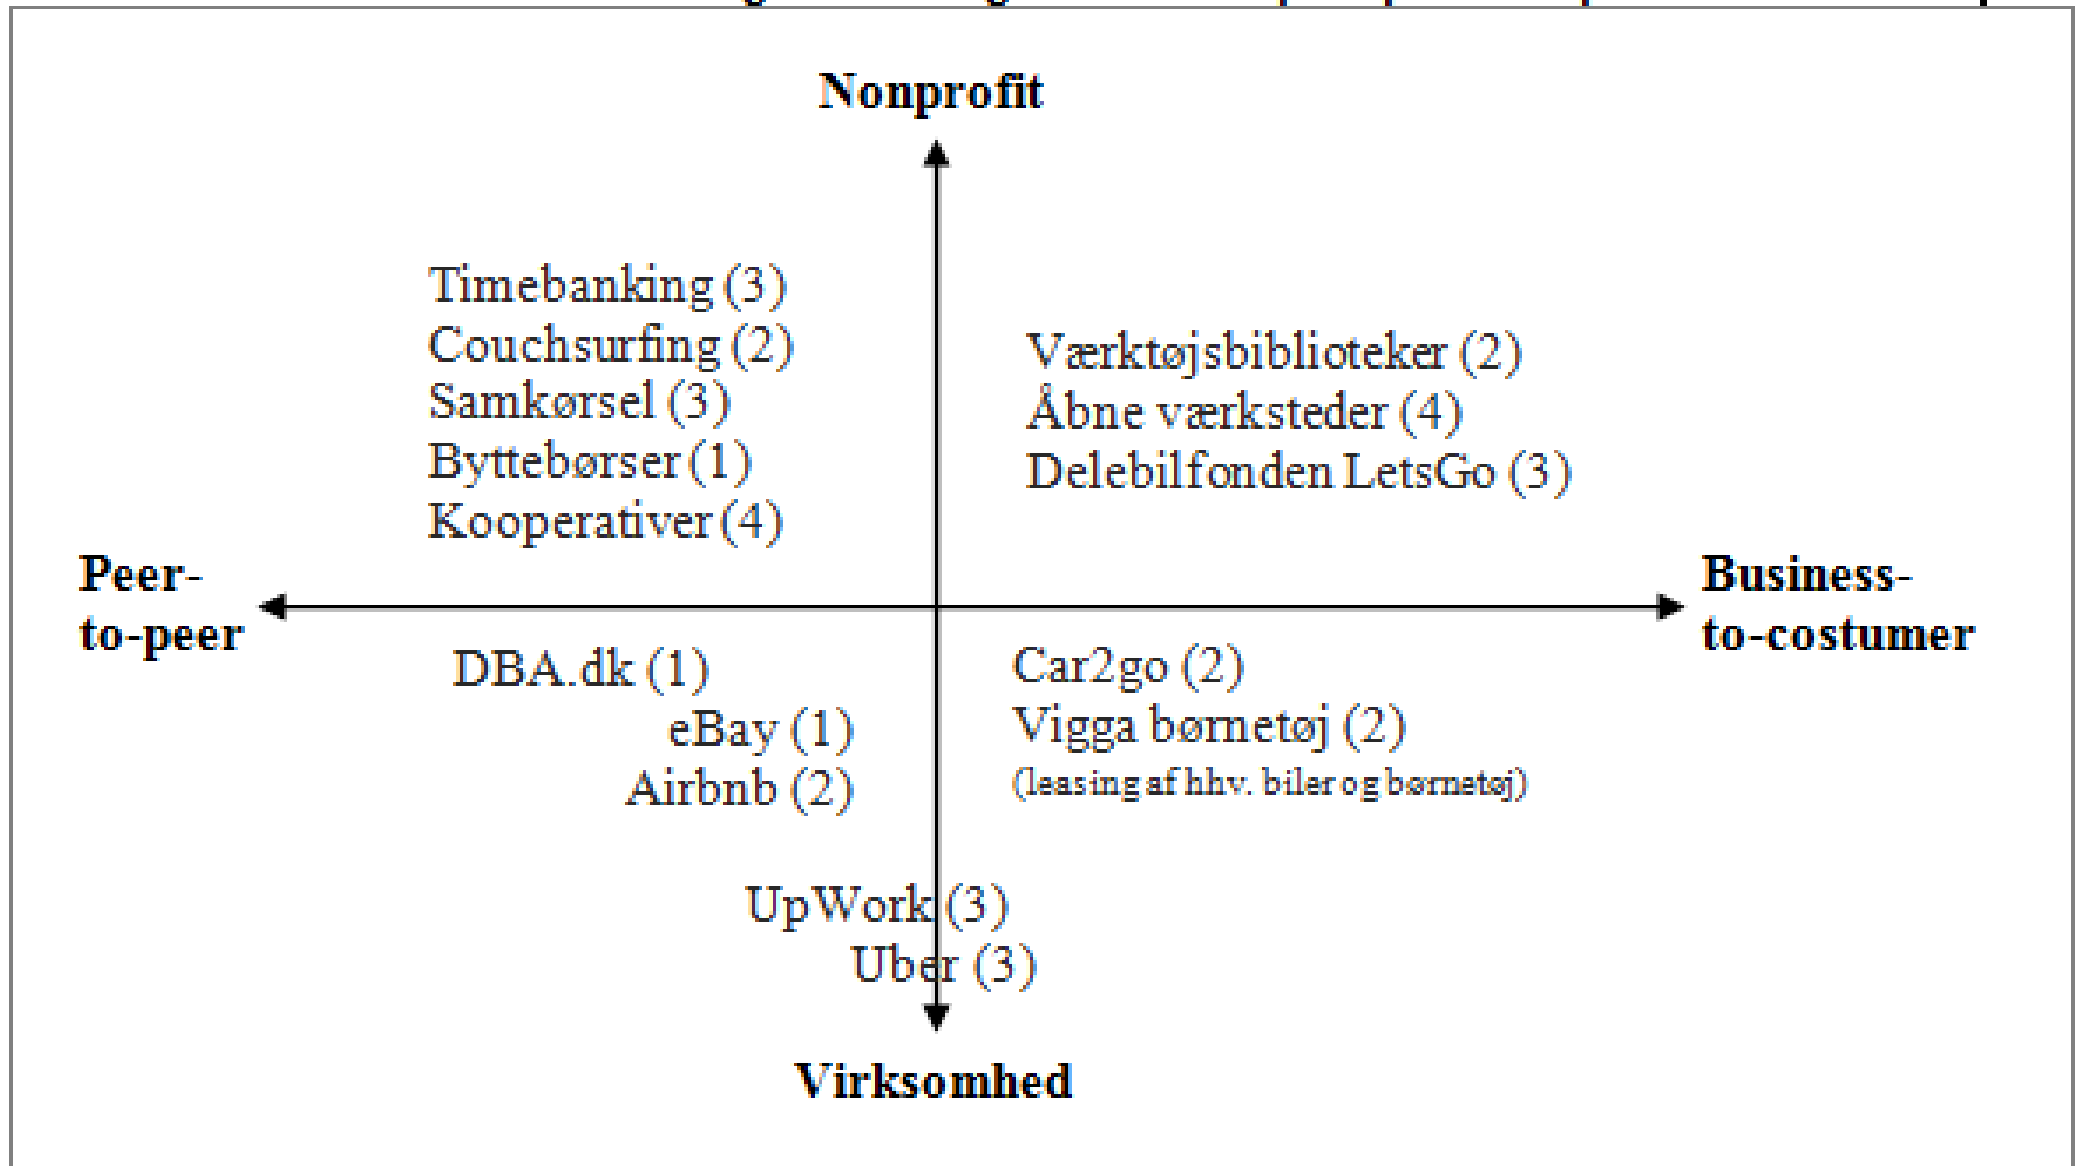 Nonprofit
Timebanking (3)
Couchsurfing (2)
Samkørsel (3)
Byttebørser (1)
Kooperativer (4)
Værktøjsbiblioteker (2)
Åbne værksteder (4)
Delebilfonden LetsGo (3)
Peer-
to-peer
Business-
to-costumer
DBA.dk (1)
eBay (1)
Airbnb (2)
Car2go (2)
Vigga børnetøj (2)
(leasing af hhv. biler og børnetøj)
UpWork (3)
Uber (3)
Virksomhed